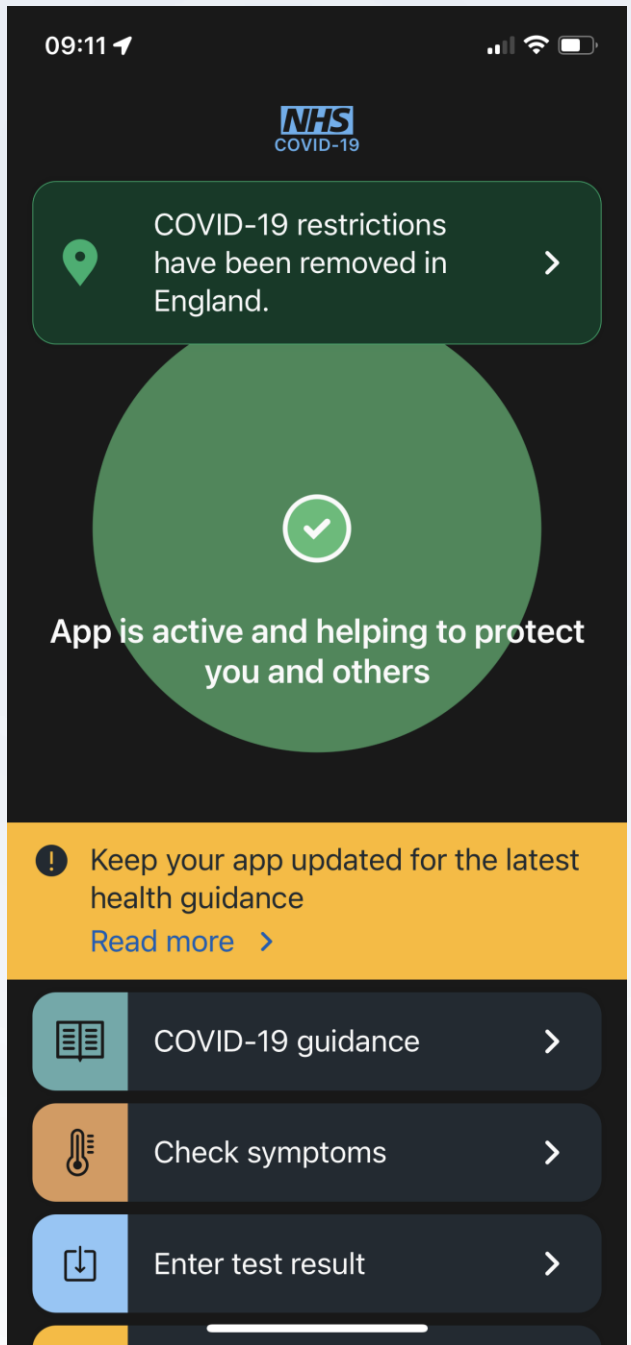 09:11
NHS
COVID-19
COVID-19 restrictions
have been removed in
England.
App is active and helping to protect
you and others
Keep your app updated for the latest
health guidance
Read more
COVID-19 guidance
Check symptoms
Enter test result